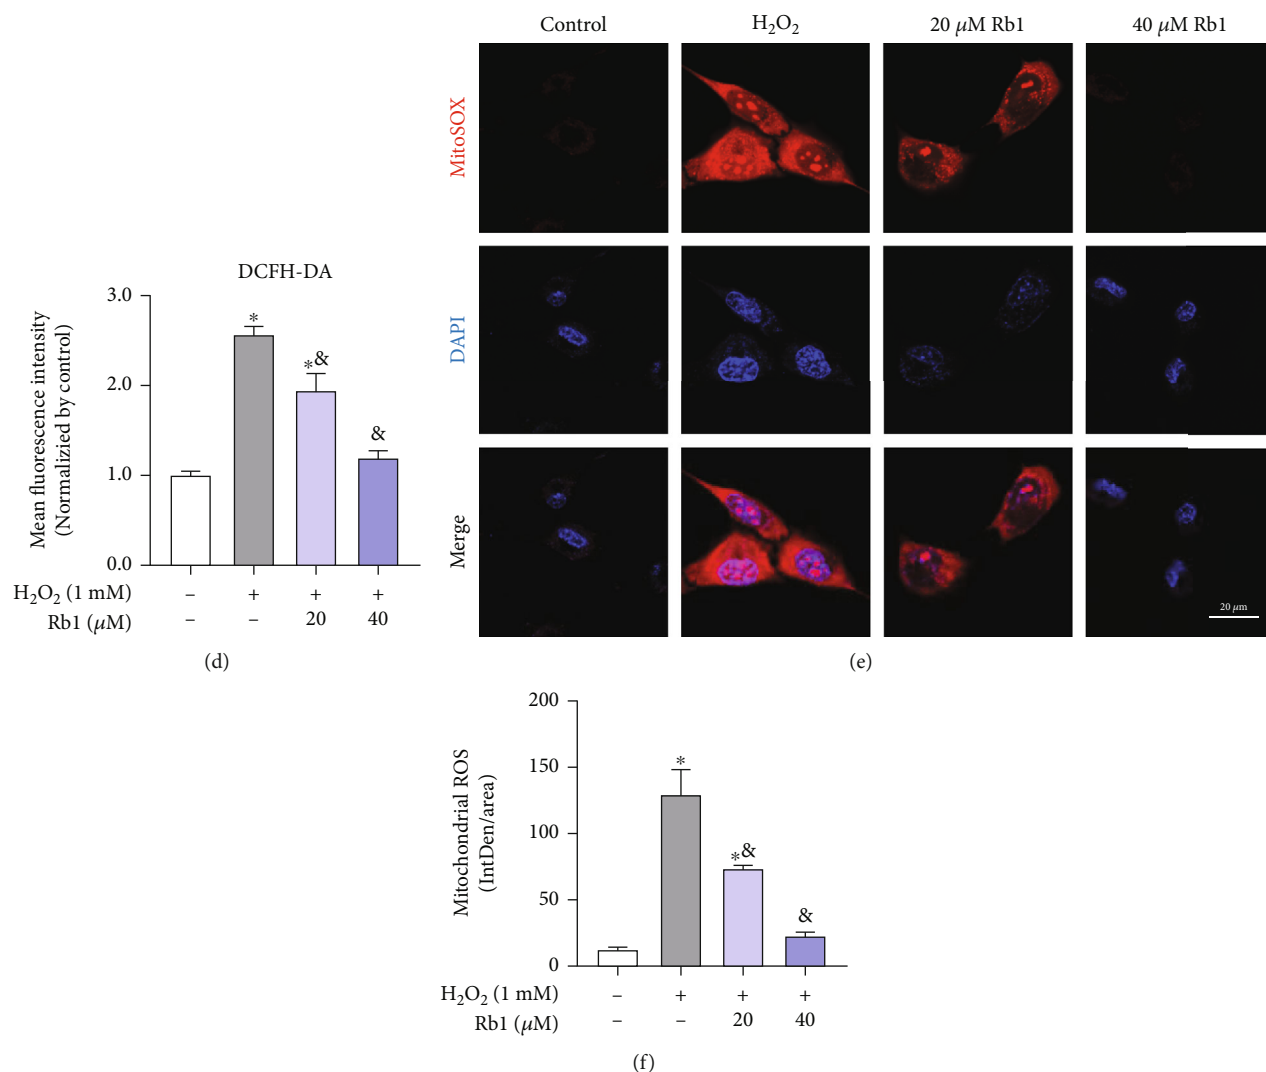 DCFH-DA
Mean fluorescence intensity
(Normalizied by control)
3.0
2.0
1.0
0.0
*
*&
&
H₂O₂ (1 mM) – + + +
Rb1 (μM) – – 20 40
(d)
Control H₂O₂ 20 μM Rb1 40 μM Rb1
MitoSOX
DAPI
Merge
20 μm
(e)
Mitochondrial ROS
(IntDen/area)
200
150
100
50
0
*
*&
&
H₂O₂ (1 mM) – + + +
Rb1 (μM) – – 20 40
(f)